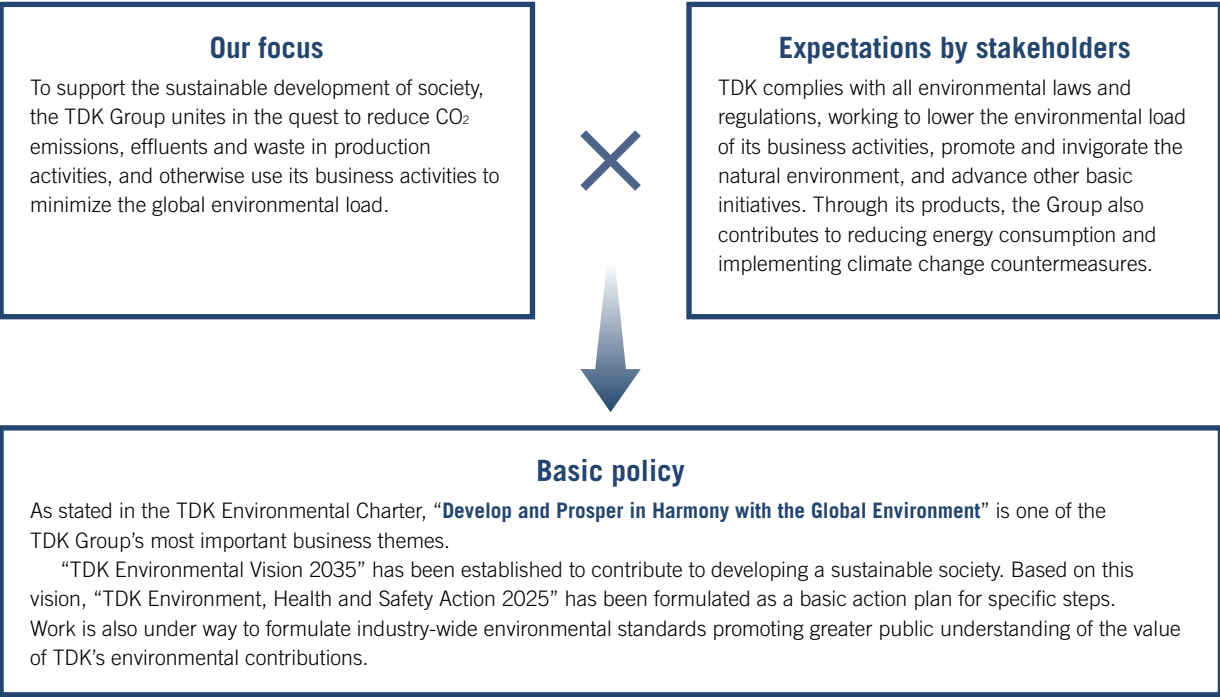 Our focus
To support the sustainable development of society,
the TDK Group unites in the quest to reduce CO₂
emissions, effluents and waste in production
activities, and otherwise use its business activities to
minimize the global environmental load.
Expectations by stakeholders
TDK complies with all environmental laws and
regulations, working to lower the environmental load
of its business activities, promote and invigorate the
natural environment, and advance other basic
initiatives. Through its products, the Group also
contributes to reducing energy consumption and
implementing climate change countermeasures.
Basic policy
As stated in the TDK Environmental Charter, “Develop and Prosper in Harmony with the Global Environment” is one of the
TDK Group’s most important business themes.
“TDK Environmental Vision 2035” has been established to contribute to developing a sustainable society. Based on this
vision, “TDK Environment, Health and Safety Action 2025” has been formulated as a basic action plan for specific steps.
Work is also under way to formulate industry-wide environmental standards promoting greater public understanding of the value
of TDK’s environmental contributions.